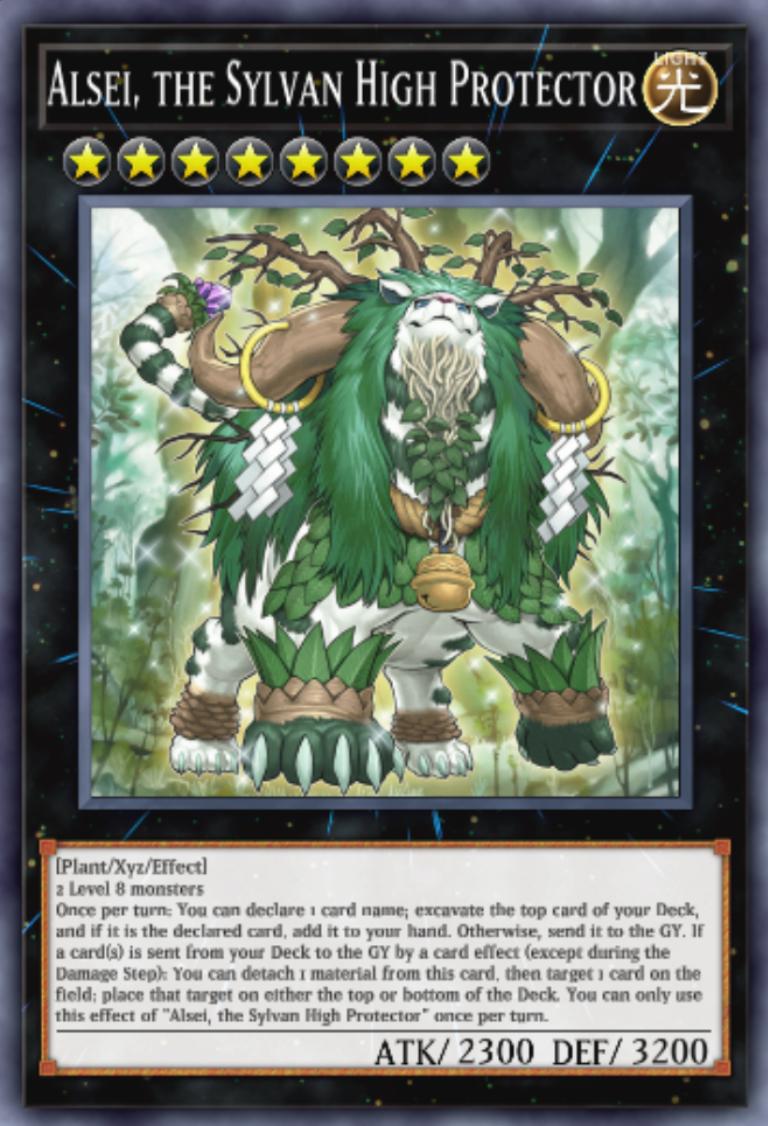 ALSEI, THE SYLVAN HIGH PROTECTOR
LIGHT
光
[Plant/Xyz/Effect]
2 Level 8 monsters
Once per turn: You can declare 1 card name; excavate the top card of your Deck,
and if it is the declared card, add it to your hand. Otherwise, send it to the GY. If
a card(s) is sent from your Deck to the GY by a card effect (except during the
Damage Step): You can detach 1 material from this card, then target 1 card on the
field; place that target on either the top or bottom of the Deck. You can only use
this effect of "Alsei, the Sylvan High Protector" once per turn.
ATK/2300 DEF/3200